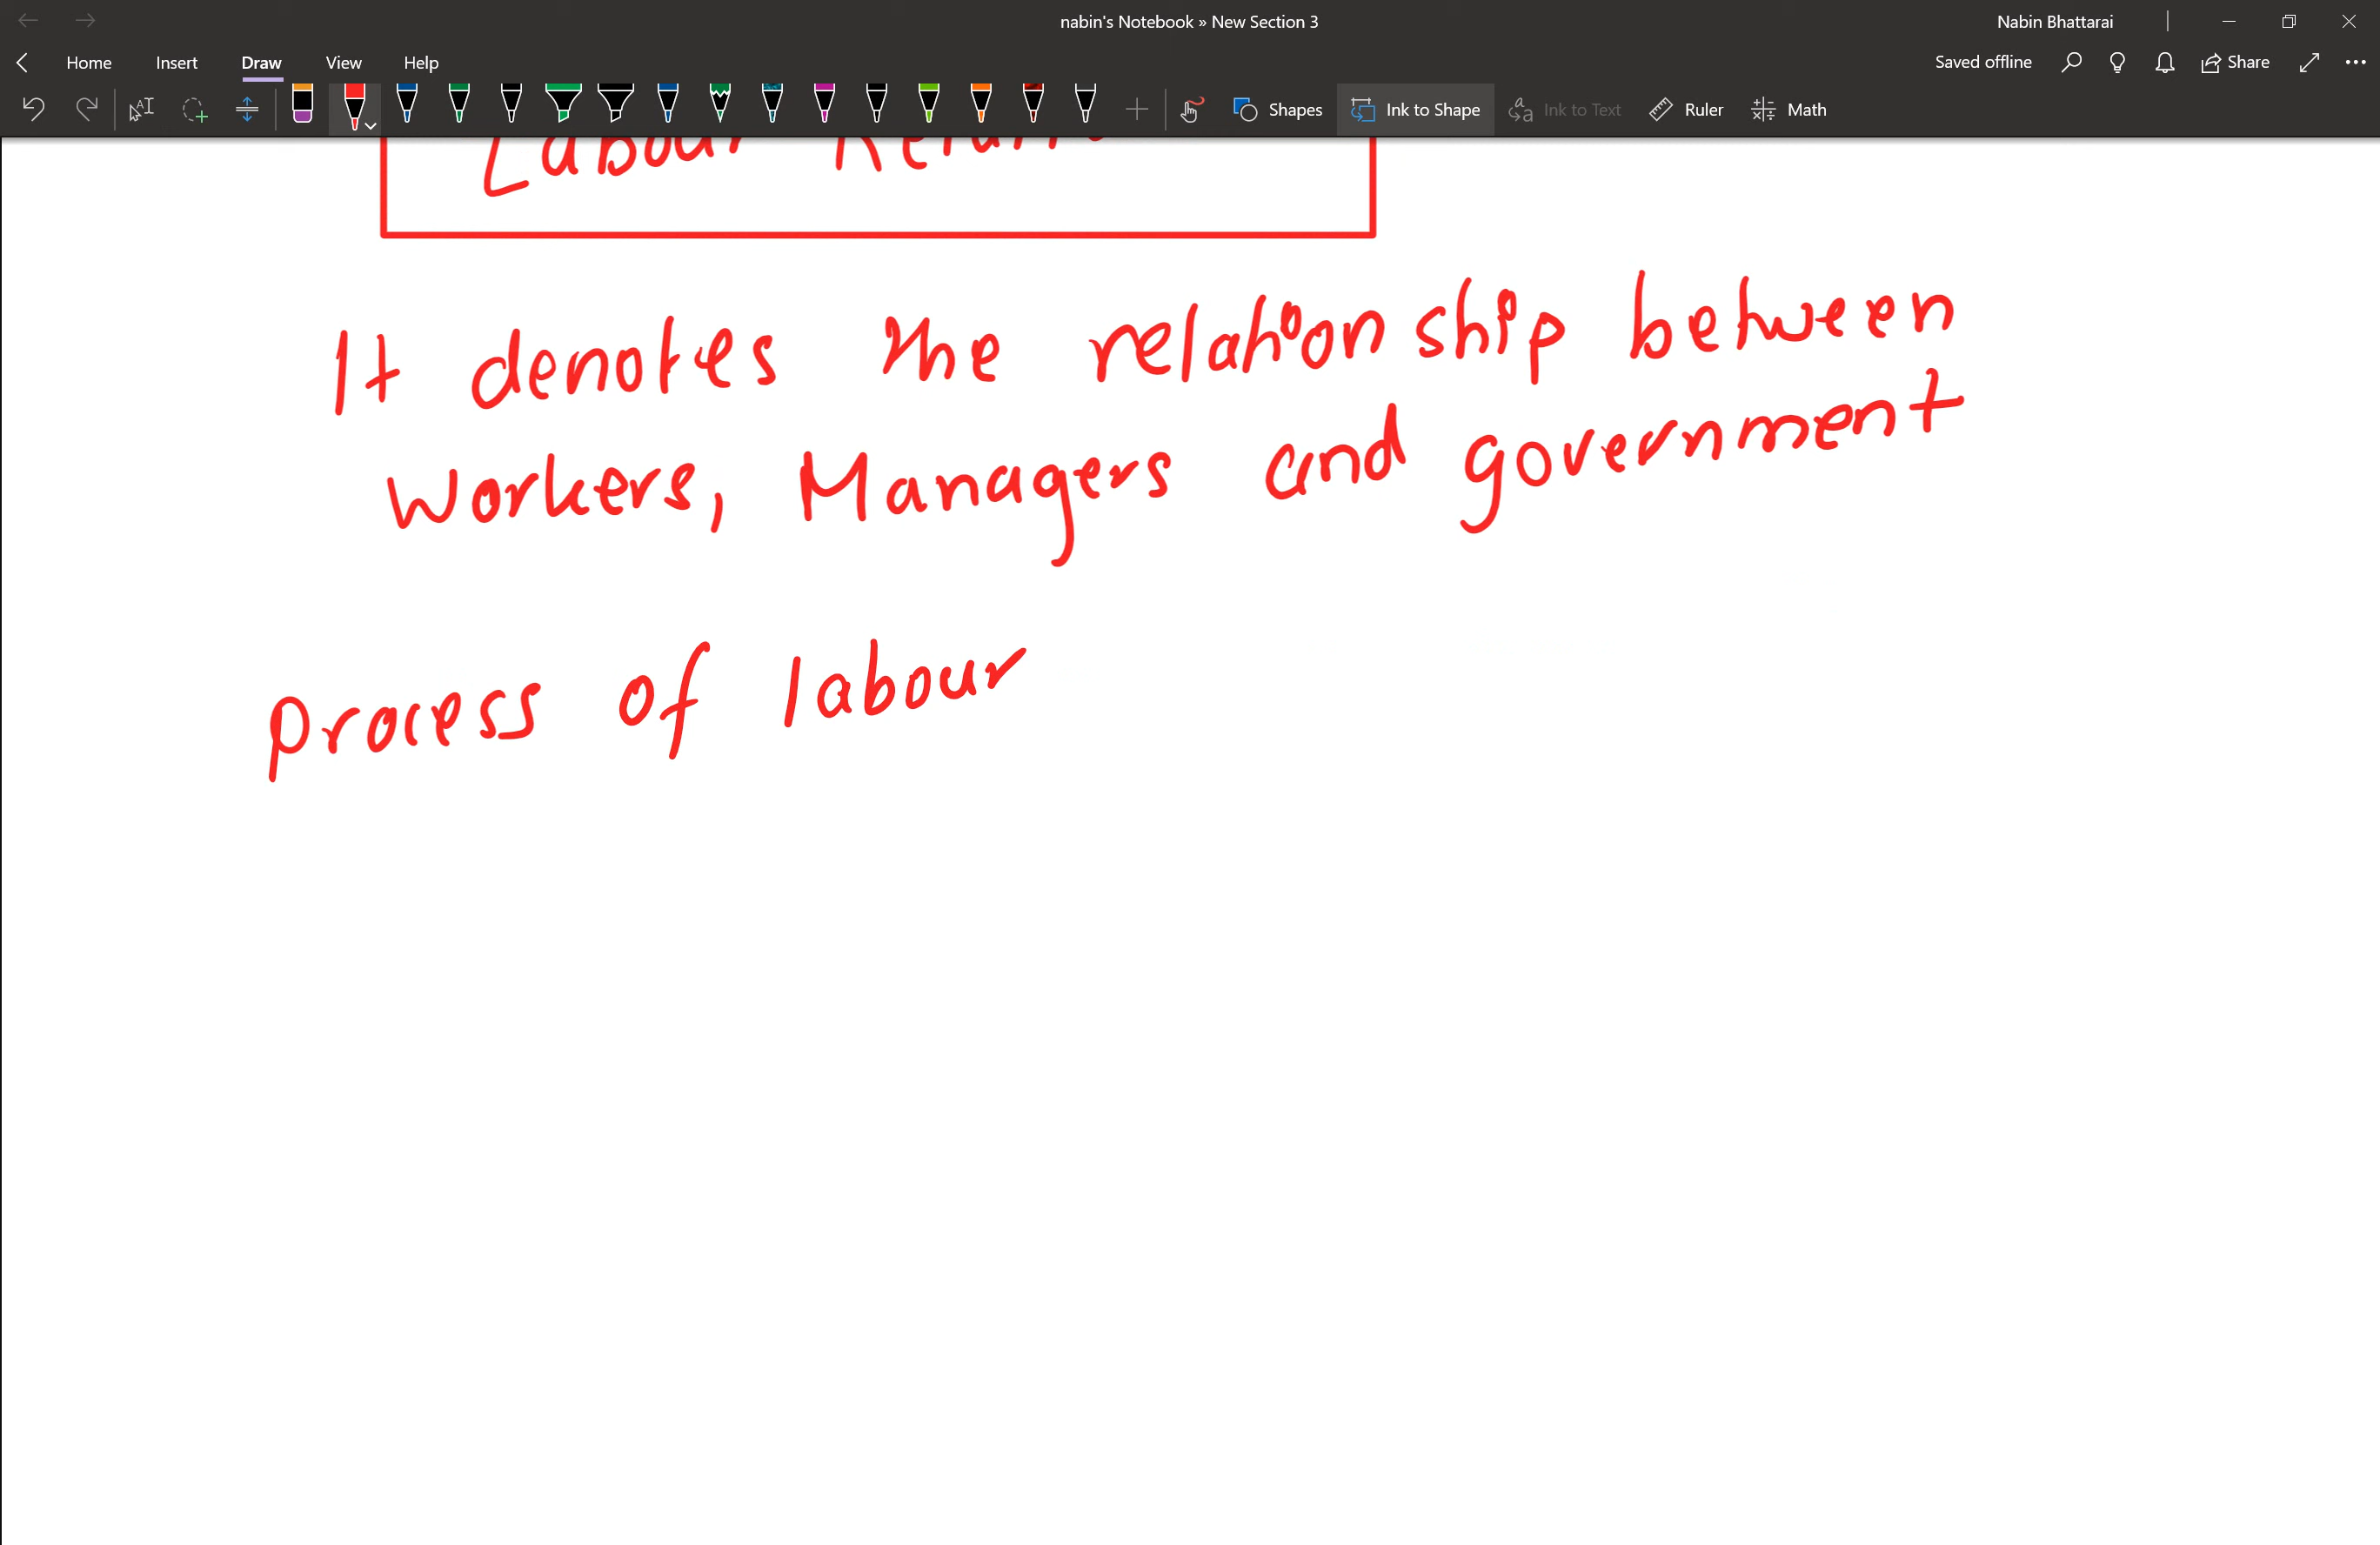 nabin's Notebook » New Section 3
Nabin Bhattarai
Home Insert Draw View Help
Saved offline
Share
Shapes Ink to Shape Ink to Text Ruler Math
Labour
It denotes the relationship between
workers, Managers and government
process of labour